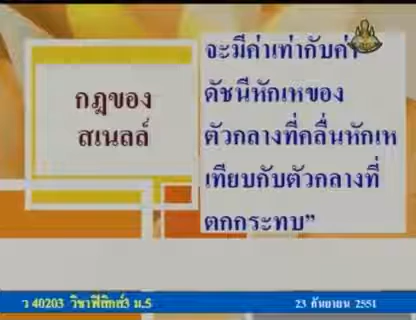 กฎของ
สเนลล์
จะมีค่าเท่ากับค่า
ดัชนีหักเหของ
ตัวกลางที่คลื่นหักเห
เทียบกับตัวกลางที่
ตกกระทบ”
ว 40203 วิชาฟิสิกส์3 ม.5
23 กันยายน 2551